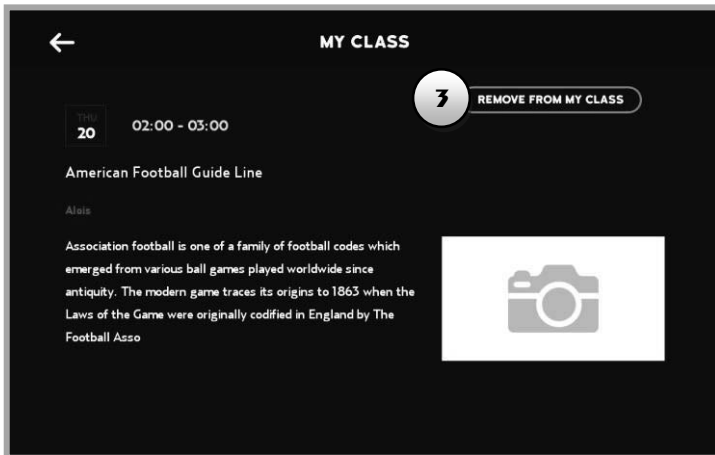 MY CLASS
3 REMOVE FROM MY CLASS
THU
20
02:00 - 03:00
American Football Guide Line
Alois
Association football is one of a family of football codes which
emerged from various ball games played worldwide since
antiquity. The modern game traces its origins to 1863 when the
Laws of the Game were originally codified in England by The
Football Asso